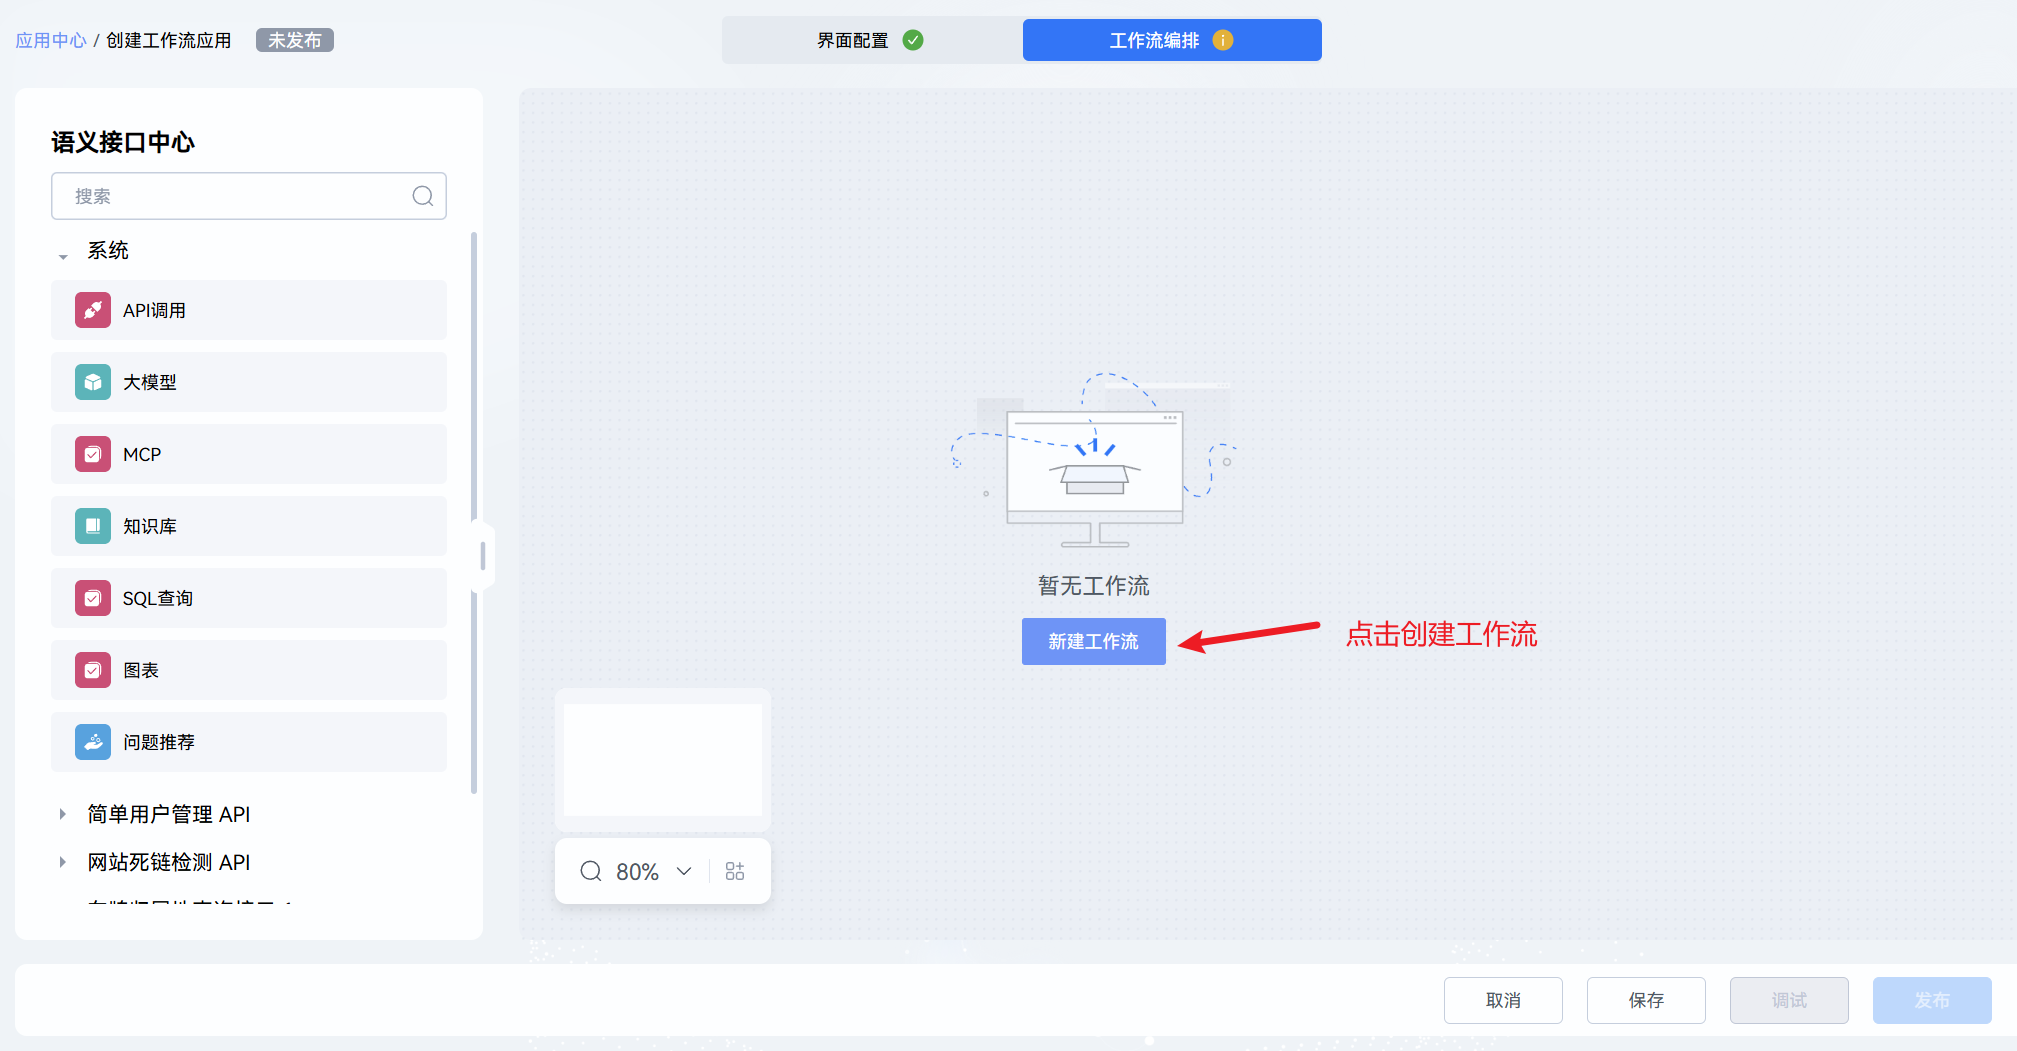 应用中心 / 创建工作流应用 未发布
界面配置
工作流编排
语义接口中心
搜索
系统
API调用
大模型
MCP
知识库
SQL查询
图表
问题推荐
简单用户管理 API
网站死链检测 API
暂无工作流
新建工作流
点击创建工作流
80%
取消
保存
调试
发布